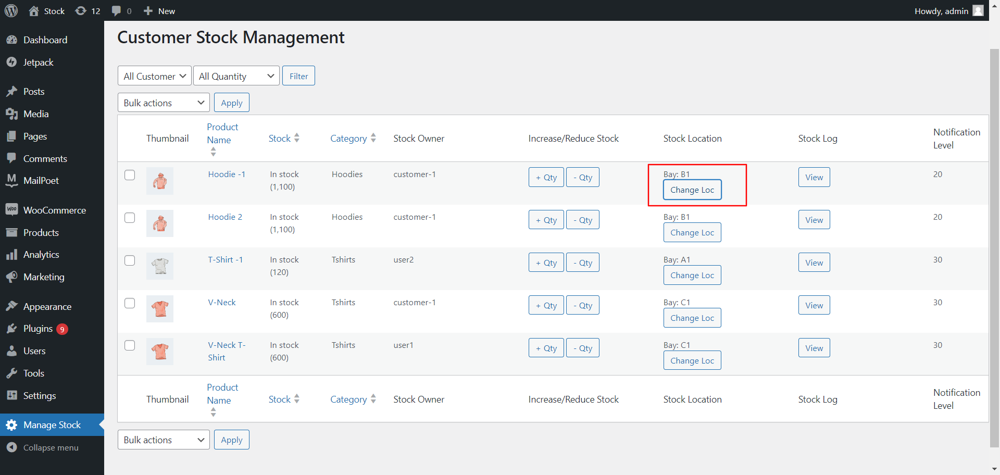 Stock 12 0 New Howdy, admin
Dashboard
Jetpack
Posts
Media
Pages
Comments
MailPoet
Woo WooCommerce
Products
Analytics
Marketing
Appearance
Plugins 9
Users
Tools
Settings
Manage Stock
Collapse menu
Customer Stock Management
All Customer All Quantity Filter
Bulk actions Apply
Thumbnail Product Name Stock Category Stock Owner Increase/Reduce Stock Stock Location Stock Log Notification Level
Hoodie -1 In stock (1,100) Hoodies customer-1 + Qty - Qty Bay: B1 Change Loc View 20
Hoodie 2 In stock (1,100) Hoodies customer-1 + Qty - Qty Bay: B1 Change Loc View 20
T-Shirt -1 In stock (120) Tshirts user2 + Qty - Qty Bay: A1 Change Loc View 30
V-Neck In stock (600) Tshirts customer-1 + Qty - Qty Bay: C1 Change Loc View 30
V-Neck T-Shirt In stock (600) Tshirts user1 + Qty - Qty Bay: C1 Change Loc View 30
Thumbnail Product Name Stock Category Stock Owner Increase/Reduce Stock Stock Location Stock Log Notification Level
Bulk actions Apply